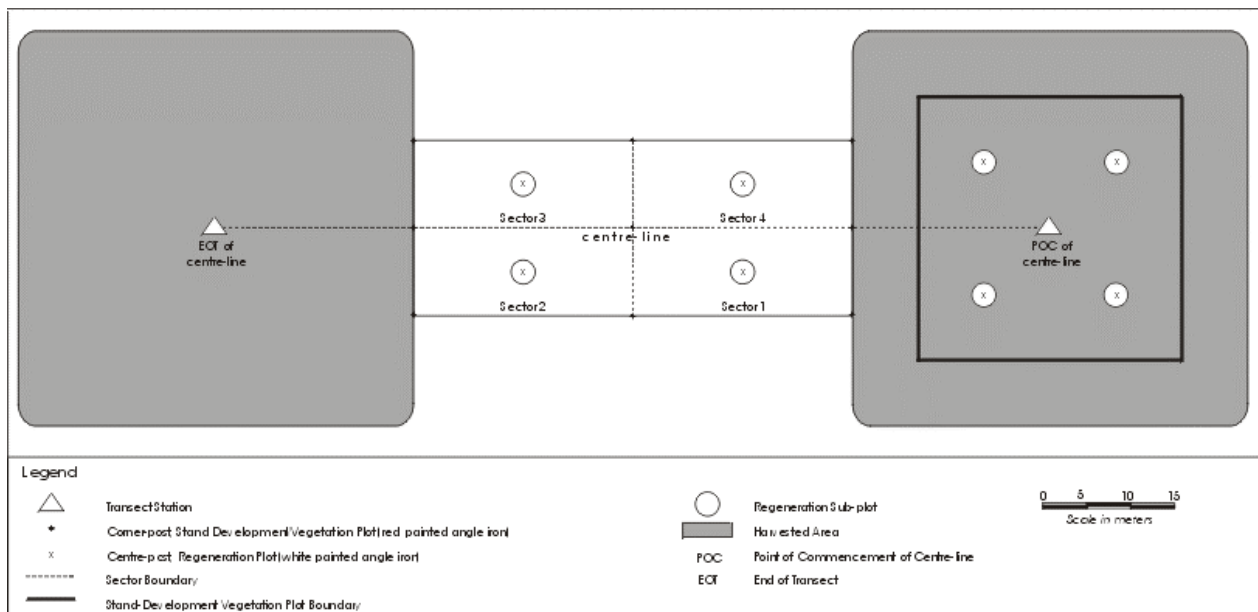 Sector3
Sector 4
centre-line
EOT of
centre-line
POC of
centre-line
Sector2
Sector1
Legend
Transect Station
Corner-post, Stand Development/Vegetation Plot (red painted angle iron)
x Centre-post, Regeneration Plot (white painted angle iron)
Sector Boundary
Stand-Development Vegetation Plot Boundary
Regeneration Sub-plot
Harvested Area
POC Point of Commencement of Centre-line
EOT End of Transect
0 5 10 15
Scale in meters